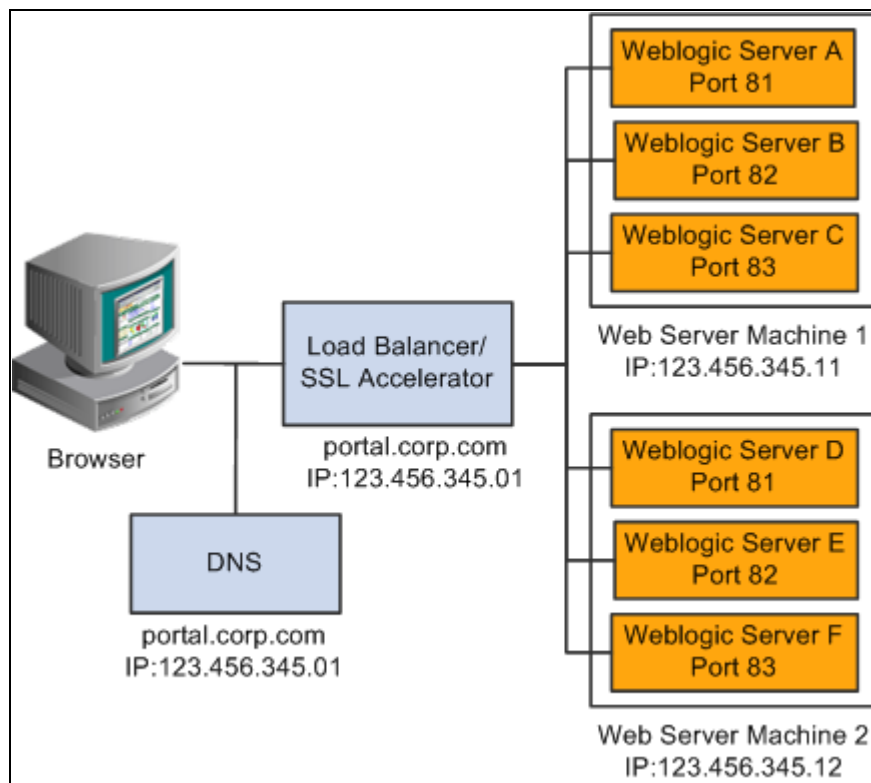 Weblogic Server A
Port 81
Weblogic Server B
Port 82
Weblogic Server C
Port 83
Web Server Machine 1
IP:123.456.345.11
Load Balancer/
SSL Accelerator
portal.corp.com
IP:123.456.345.01
Browser
DNS
portal.corp.com
IP:123.456.345.01
Weblogic Server D
Port 81
Weblogic Server E
Port 82
Weblogic Server F
Port 83
Web Server Machine 2
IP:123.456.345.12